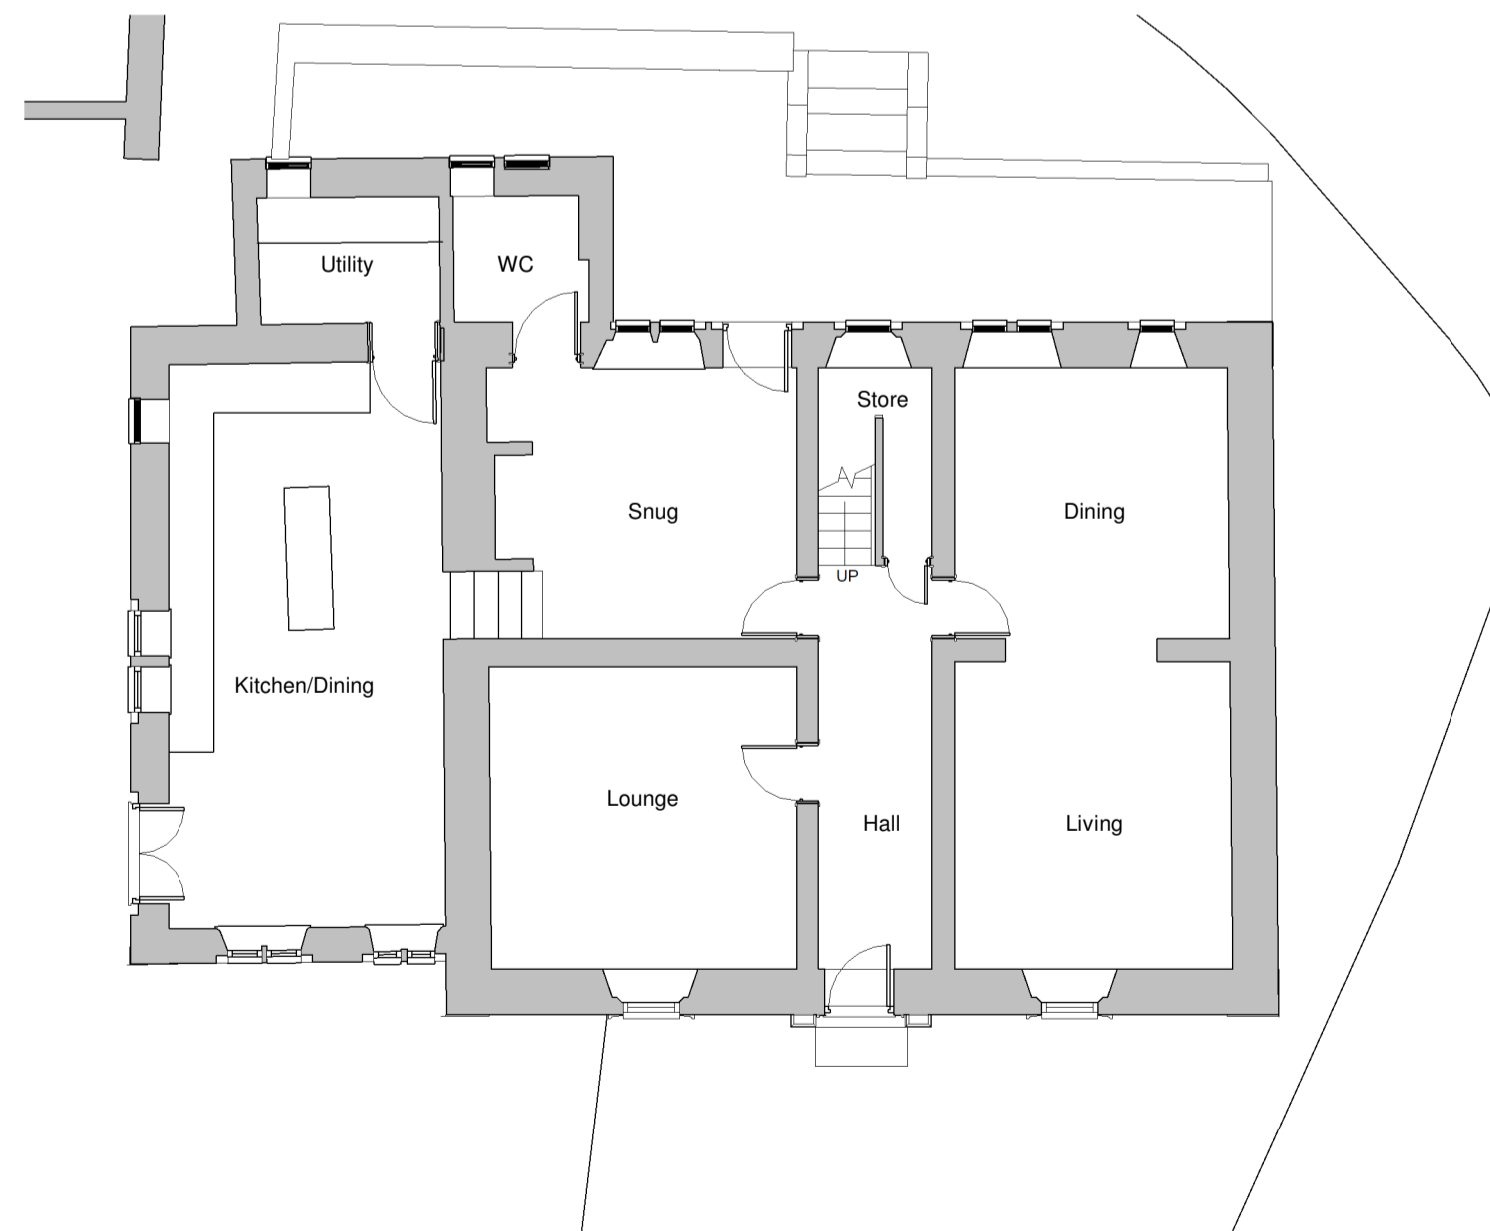 Utility
WC
Store
Snug
Dining
UP
Kitchen/Dining
Lounge
Hall
Living